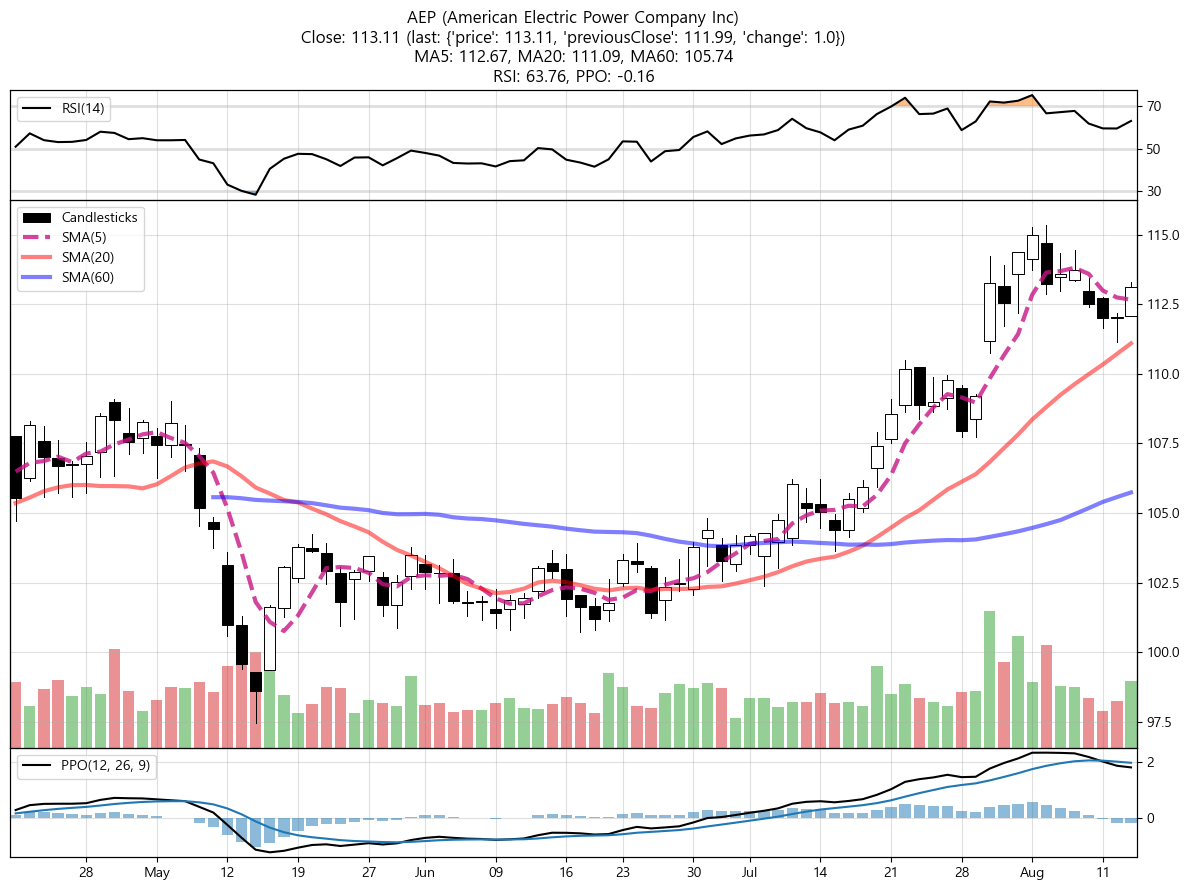 AEP (American Electric Power Company Inc)
Close: 113.11 (last: {'price': 113.11, 'previousClose': 111.99, 'change': 1.0})
MA5: 112.67, MA20: 111.09, MA60: 105.74
RSI: 63.76, PPO: -0.16
RSI(14)
70
50
30
Candlesticks
SMA(5)
SMA(20)
SMA(60)
115.0
112.5
110.0
107.5
105.0
102.5
100.0
97.5
PPO(12, 26, 9)
2
0
28 May 12 19 27 Jun 09 16 23 30 Jul 14 21 28 Aug 11